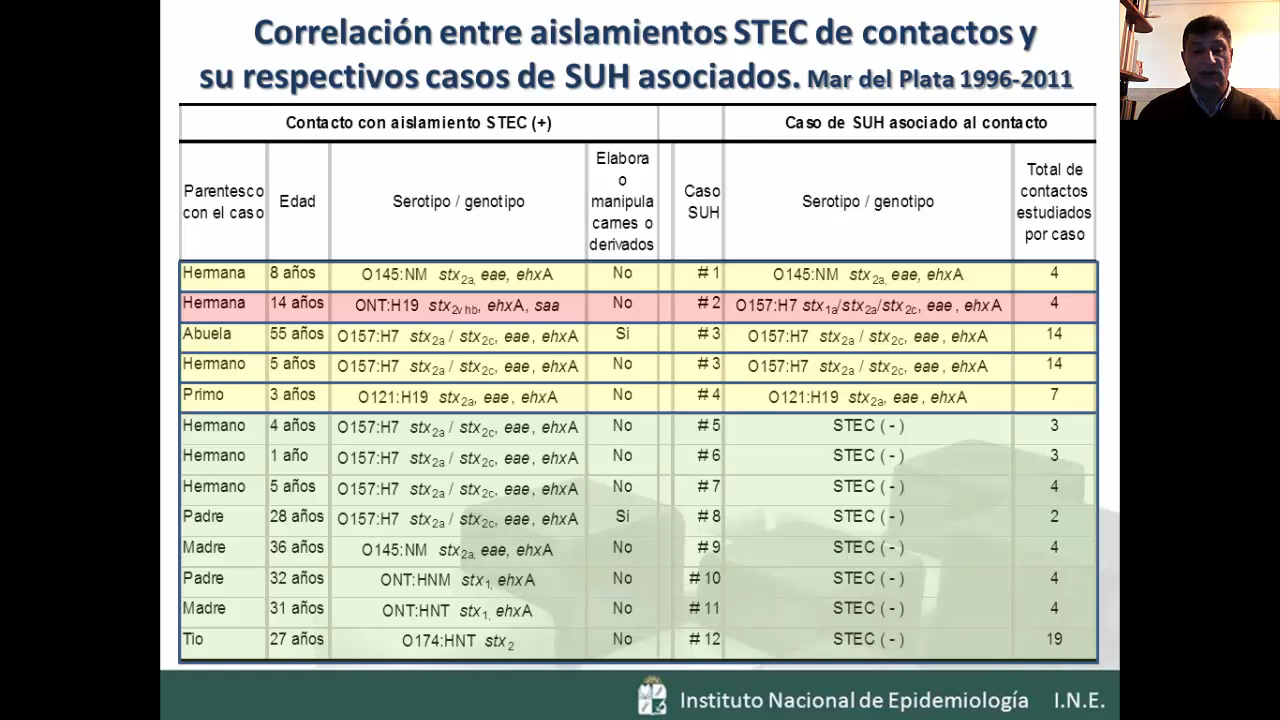 Correlación entre aislamientos STEC de contactos y
su respectivos casos de SUH asociados. Mar del Plata 1996-2011
Contacto con aislamiento STEC (+) Caso de SUH asociado al contacto
Parentesco con el caso Edad Serotipo / genotipo Elabora o manipula carnes o derivados Caso SUH Serotipo / genotipo Total de contactos estudiados por caso
Hermana 8 años O145:NM stx2a, eae, ehxA No # 1 O145:NM stx2a, eae, ehxA 4
Hermana 14 años ONT:H19 stx2vhb, ehxA, saa No # 2 O157:H7 stx1a/stx2a/stx2c, eae, ehxA 4
Abuela 55 años O157:H7 stx2a / stx2c, eae, ehxA Si # 3 O157:H7 stx2a / stx2c, eae, ehxA 14
Hermano 5 años O157:H7 stx2a / stx2c, eae, ehxA No # 3 O157:H7 stx2a / stx2c, eae, ehxA 14
Primo 3 años O121:H19 stx2a, eae, ehxA No # 4 O121:H19 stx2a, eae, ehxA 7
Hermano 4 años O157:H7 stx2a / stx2c, eae, ehxA No # 5 STEC ( - ) 3
Hermano 1 año O157:H7 stx2a / stx2c, eae, ehxA No # 6 STEC ( - ) 3
Hermano 5 años O157:H7 stx2a / stx2c, eae, ehxA No # 7 STEC ( - ) 4
Padre 28 años O157:H7 stx2a / stx2c, eae, ehxA Si # 8 STEC ( - ) 2
Madre 36 años O145:NM stx2a, eae, ehxA No # 9 STEC ( - ) 4
Padre 32 años ONT:HNM stx1, ehxA No # 10 STEC ( - ) 4
Madre 31 años ONT:HNT stx1, ehxA No # 11 STEC ( - ) 4
Tio 27 años O174:HNT stx2 No # 12 STEC ( - ) 19
Instituto Nacional de Epidemiología I.N.E.